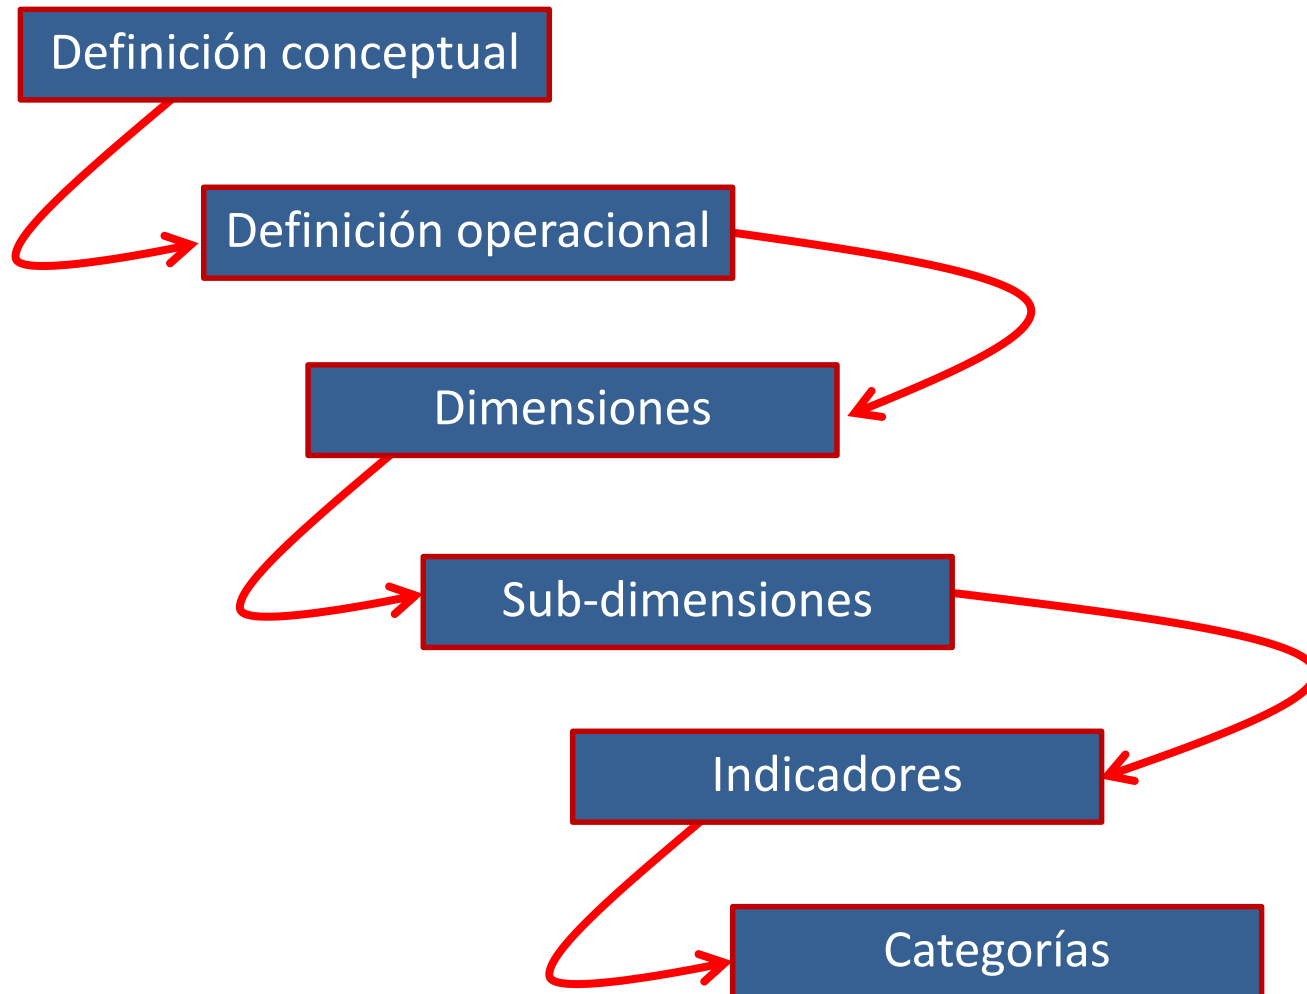 Definición conceptual
Definición operacional
Dimensiones
Sub-dimensiones
Indicadores
Categorías